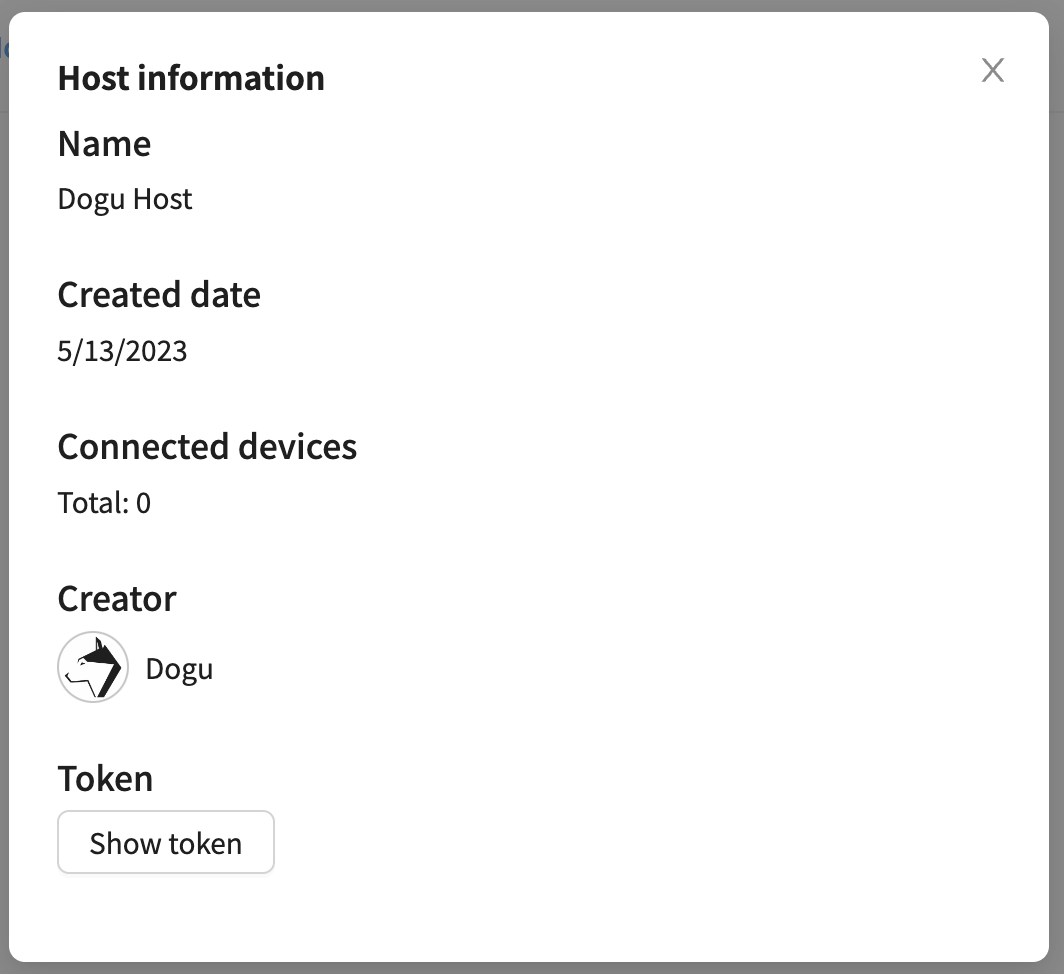 Host information
Name
Dogu Host
Created date
5/13/2023
Connected devices
Total: 0
Creator
Dogu
Token
Show token